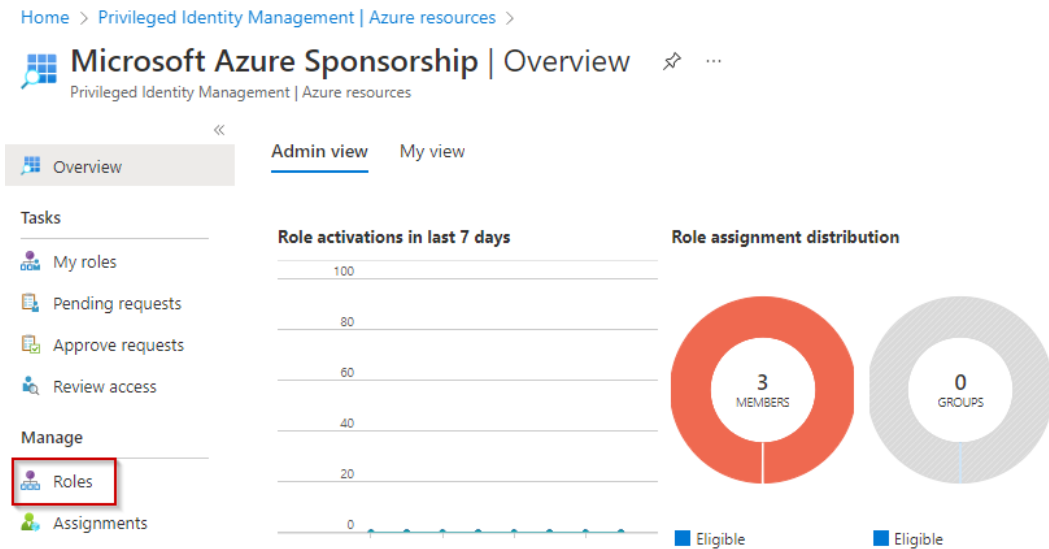 Home > Privileged Identity Management | Azure resources >
Microsoft Azure Sponsorship | Overview
Privileged Identity Management | Azure resources
Overview
Tasks
My roles
Pending requests
Approve requests
Review access
Manage
Roles
Assignments
Admin view My view
Role activations in last 7 days
100
80
60
40
20
0
Role assignment distribution
3
MEMBERS
Eligible
0
GROUPS
Eligible